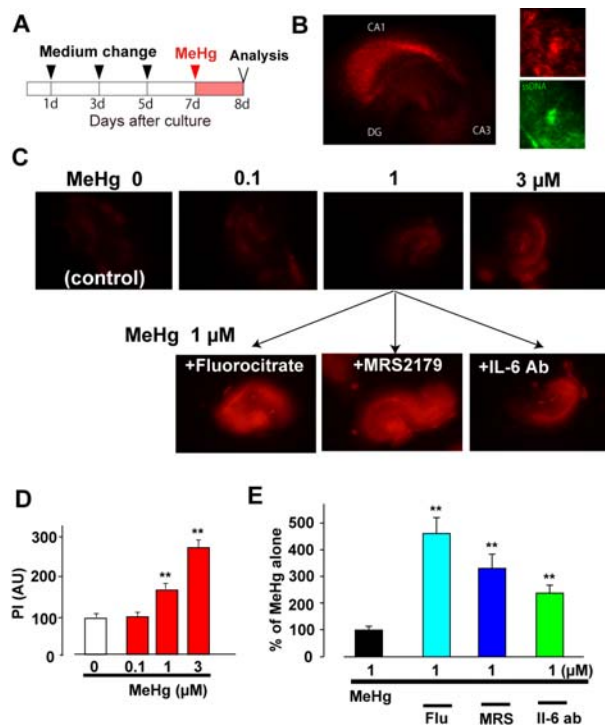 A
Medium change
MeHg
Analysis
1d 3d 5d 7d 8d
Days after culture
B
CA1
DG
CA3
ssDNA
C
MeHg 0 0.1 1 3 µM
(control)
MeHg 1 µM
+Fluorocitrate +MRS2179 +IL-6 Ab
D
PI (AU)
300
200
100
0
0 0.1 1 3
MeHg (µM)
** **
E
% of MeHg alone
500
400
300
200
100
0
** ** **
1 1 1 1 (µM)
MeHg
Flu MRS Il-6 ab